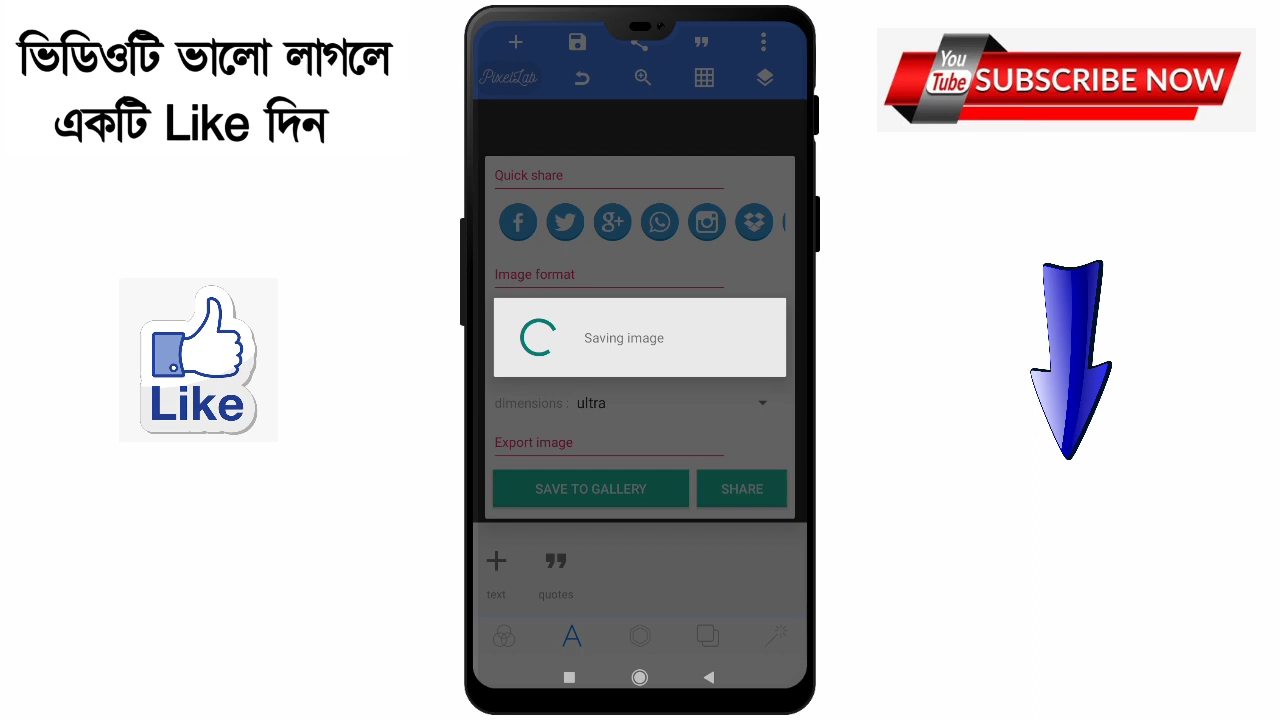 ভিডিওটি ভালো লাগলে
একটি Like দিন
Like
PixelLab
Quick share
Image format
Saving image
dimensions : ultra
Export image
SAVE TO GALLERY SHARE
text quotes
You
Tube SUBSCRIBE NOW